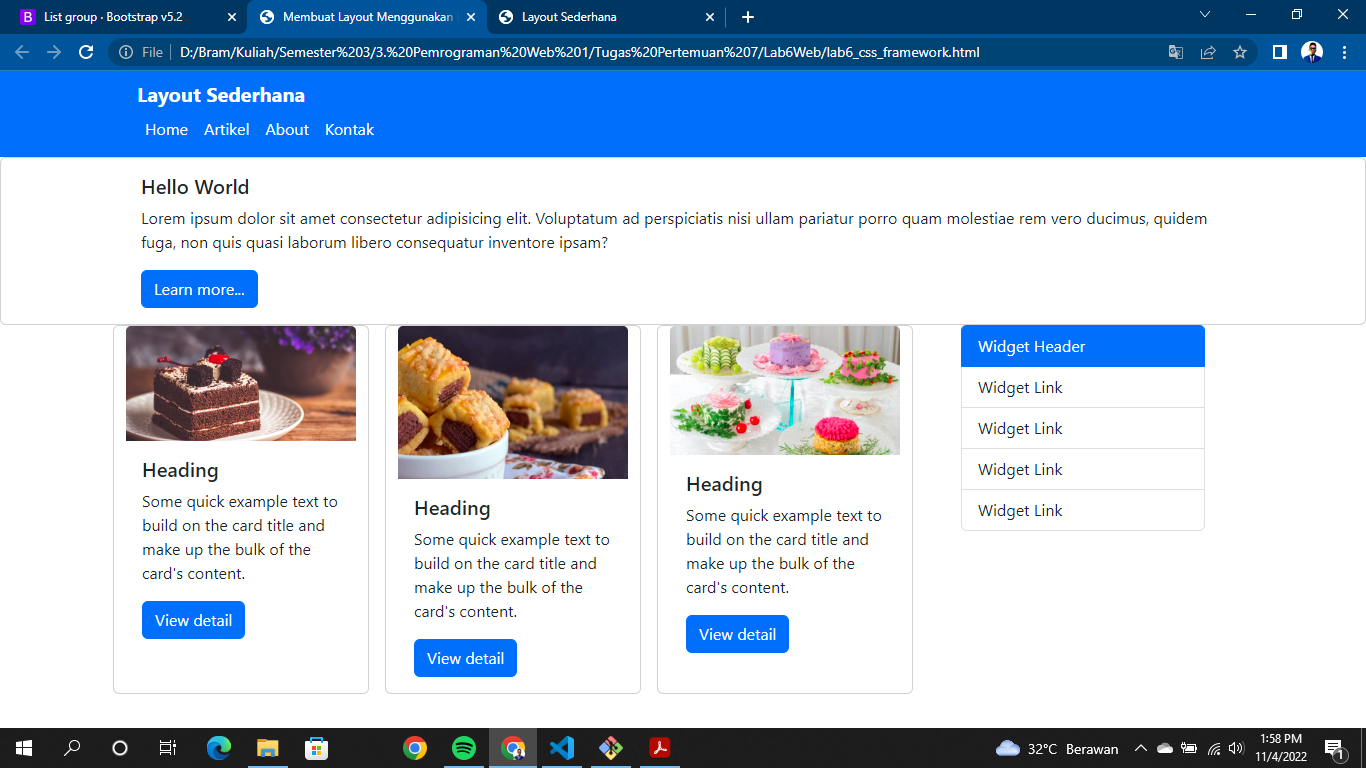 List group · Bootstrap v5.2
Membuat Layout Menggunakan
Layout Sederhana
File
D:/Bram/Kuliah/Semester%203/3.%20Pemrograman%20Web%201/Tugas%20Pertemuan%207/Lab6Web/lab6_css_framework.html
Layout Sederhana
Home Artikel About Kontak
Hello World
Lorem ipsum dolor sit amet consectetur adipisicing elit. Voluptatum ad perspiciatis nisi ullam pariatur porro quam molestiae rem vero ducimus, quidem
fuga, non quis quasi laborum libero consequatur inventore ipsam?
Learn more...
Heading
Some quick example text to
build on the card title and
make up the bulk of the
card's content.
View detail
Heading
Some quick example text to
build on the card title and
make up the bulk of the
card's content.
View detail
Heading
Some quick example text to
build on the card title and
make up the bulk of the
card's content.
View detail
Widget Header
Widget Link
Widget Link
Widget Link
Widget Link
32°C Berawan
1:58 PM
11/4/2022
1